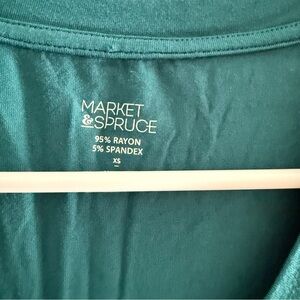 MARKET
&SPRUCE
95% RAYON
5% SPANDEX
XS